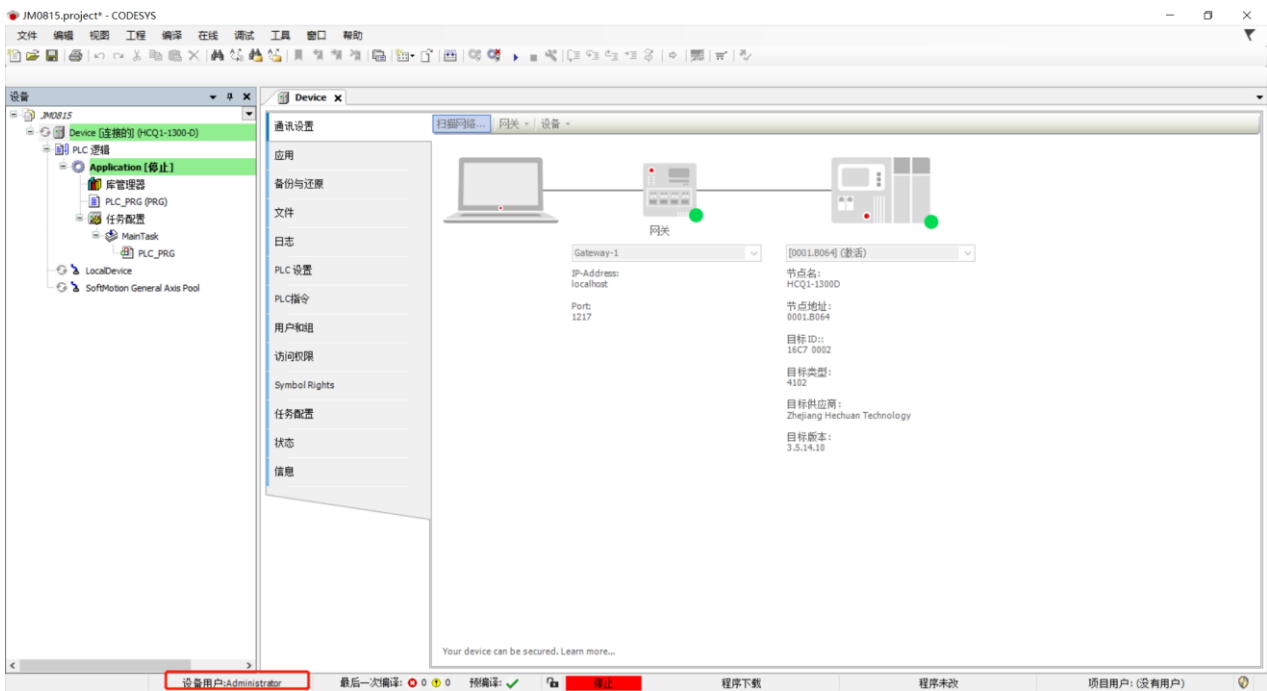 JM0815.project* - CODESYS
文件 编辑 视图 工程 编译 在线 调试 工具 窗口 帮助
设备
JM0815
Device [连接的] (HCQ1-1300-D)
PLC 逻辑
Application [停止]
库管理器
PLC_PRG (PRG)
任务配置
MainTask
PLC_PRG
LocalDevice
SoftMotion General Axis Pool
Device
通讯设置
应用
备份与还原
文件
日志
PLC 设置
PLC指令
用户和组
访问权限
Symbol Rights
任务配置
状态
信息
扫描网络... 网关 设备
网关
Gateway-1
IP-Address:
localhost
Port:
1217
[0001.B064] (激活)
节点名:
HCQ1-1300D
节点地址:
0001.B064
目标ID::
16C7 0002
目标类型:
4102
目标供应商:
Zhejiang Hechuan Technology
目标版本:
3.5.14.10
Your device can be secured. Learn more...
设备用户:Administrator 最后一次编译: 0 0 预编译: 停止 程序下载 程序未改 项目用户: (没有用户)